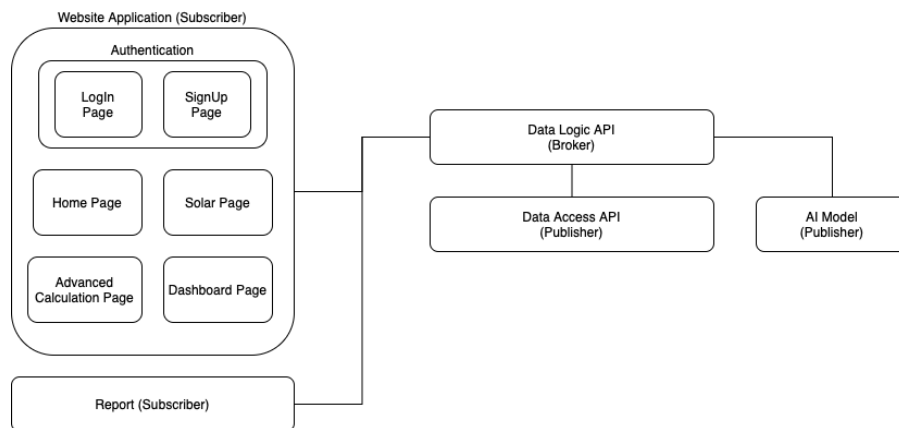 Website Application (Subscriber)
Authentication
LogIn
Page
SignUp
Page
Home Page
Solar Page
Advanced
Calculation Page
Dashboard Page
Report (Subscriber)
Data Logic API
(Broker)
Data Access API
(Publisher)
AI Model
(Publisher)